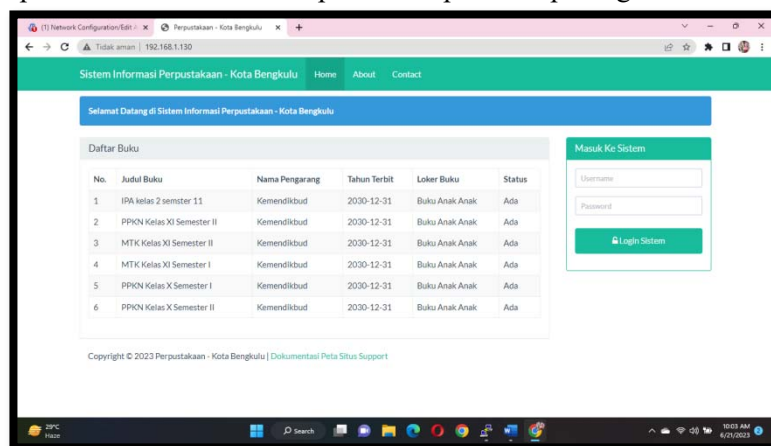 (1) Network Configuration/Edit A
Perpustakaan - Kota Bengkulu
Tidak aman | 192.168.1.130
Sistem Informasi Perpustakaan - Kota Bengkulu Home About Contact
Selamat Datang di Sistem Informasi Perpustakaan - Kota Bengkulu
Daftar Buku
No. Judul Buku Nama Pengarang Tahun Terbit Loker Buku Status
1 IPA kelas 2 semster 11 Kemendikbud 2030-12-31 Buku Anak Anak Ada
2 PPKN Kelas XI Semester II Kemendikbud 2030-12-31 Buku Anak Anak Ada
3 MTK Kelas XI Semester II Kemendikbud 2030-12-31 Buku Anak Anak Ada
4 MTK Kelas XI Semester I Kemendikbud 2030-12-31 Buku Anak Anak Ada
5 PPKN Kelas X Semester I Kemendikbud 2030-12-31 Buku Anak Anak Ada
6 PPKN Kelas X Semester II Kemendikbud 2030-12-31 Buku Anak Anak Ada
Masuk Ke Sistem
Username
Password
Login Sistem
Copyright © 2023 Perpustakaan - Kota Bengkulu | Dokumentasi Peta Situs Support
29°C
Haze
Search
10:03 AM
6/21/2023